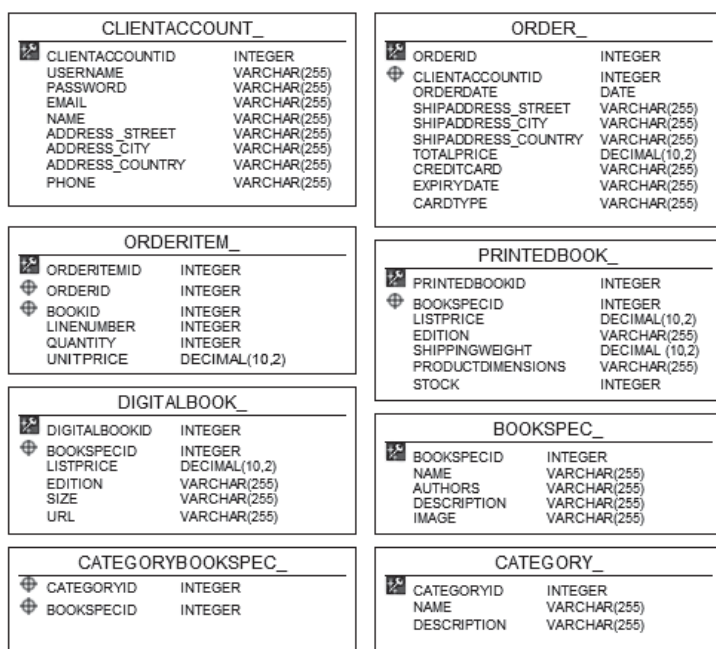 CLIENTACCOUNT_
CLIENTACCOUNTID INTEGER
USERNAME VARCHAR(255)
PASSWORD VARCHAR(255)
EMAIL VARCHAR(255)
NAME VARCHAR(255)
ADDRESS_STREET VARCHAR(255)
ADDRESS_CITY VARCHAR(255)
ADDRESS_COUNTRY VARCHAR(255)
PHONE VARCHAR(255)
ORDER_
ORDERID INTEGER
CLIENTACCOUNTID INTEGER
ORDERDATE DATE
SHIPADDRESS_STREET VARCHAR(255)
SHIPADDRESS_CITY VARCHAR(255)
SHIPADDRESS_COUNTRY VARCHAR(255)
TOTALPRICE DECIMAL(10,2)
CREDITCARD VARCHAR(255)
EXPIRYDATE VARCHAR(255)
CARDTYPE VARCHAR(255)
ORDERITEM_
ORDERITEMID INTEGER
ORDERID INTEGER
BOOKID INTEGER
LINENUMBER INTEGER
QUANTITY INTEGER
UNITPRICE DECIMAL(10,2)
PRINTEDBOOK_
PRINTEDBOOKID INTEGER
BOOKSPECID INTEGER
LISTPRICE DECIMAL(10,2)
EDITION VARCHAR(255)
SHIPPINGWEIGHT DECIMAL (10,2)
PRODUCTDIMENSIONS VARCHAR(255)
STOCK INTEGER
DIGITALBOOK_
DIGITALBOOKID INTEGER
BOOKSPECID INTEGER
LISTPRICE DECIMAL(10,2)
EDITION VARCHAR(255)
SIZE VARCHAR(255)
URL VARCHAR(255)
BOOKSPEC_
BOOKSPECID INTEGER
NAME VARCHAR(255)
AUTHORS VARCHAR(255)
DESCRIPTION VARCHAR(255)
IMAGE VARCHAR(255)
CATEGORYBOOKSPEC_
CATEGORYID INTEGER
BOOKSPECID INTEGER
CATEGORY_
CATEGORYID INTEGER
NAME VARCHAR(255)
DESCRIPTION VARCHAR(255)